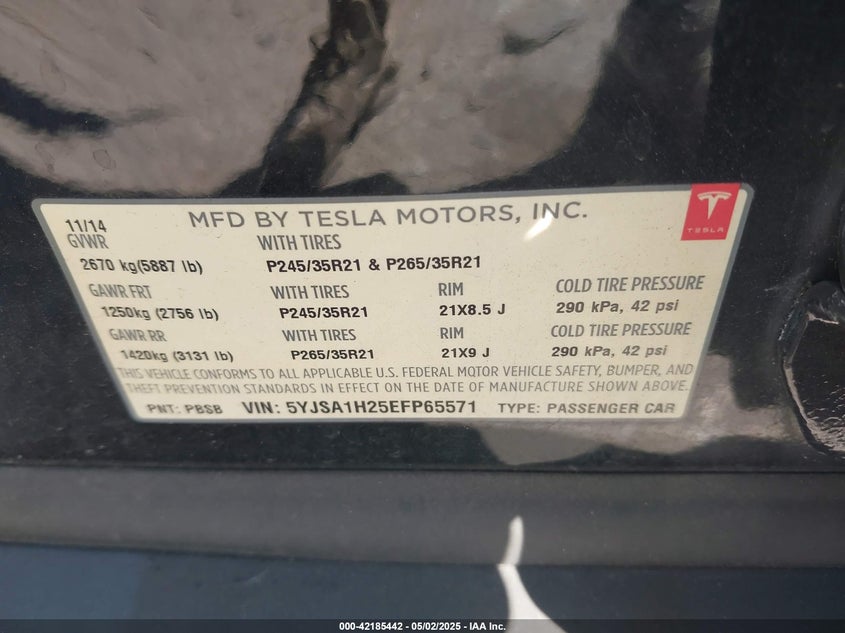 11/14 MFD BY TESLA MOTORS, INC.
TESLA
GVWR WITH TIRES
2670 kg(5887 lb) P245/35R21 & P265/35R21
GAWR FRT WITH TIRES RIM COLD TIRE PRESSURE
1250kg (2756 lb) P245/35R21 21X8.5 J 290 kPa, 42 psi
GAWR RR WITH TIRES RIM COLD TIRE PRESSURE
1420kg (3131 lb) P265/35R21 21X9 J 290 kPa, 42 psi
THIS VEHICLE CONFORMS TO ALL APPLICABLE U.S. FEDERAL MOTOR VEHICLE SAFETY, BUMPER, AND
THEFT PREVENTION STANDARDS IN EFFECT ON THE DATE OF MANUFACTURE SHOWN ABOVE.
PNT: PBSB VIN: 5YJSA1H25EFP65571 TYPE: PASSENGER CAR
000-42185442 - 05/02/2025 - IAA Inc.